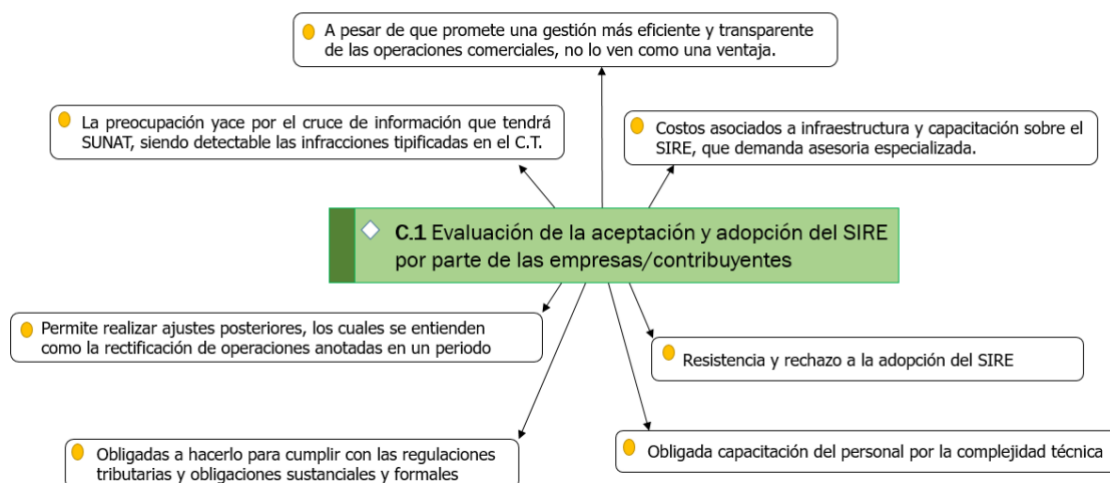 A pesar de que promete una gestión más eficiente y transparente
de las operaciones comerciales, no lo ven como una ventaja.
La preocupación yace por el cruce de información que tendrá
SUNAT, siendo detectable las infracciones tipificadas en el C.T.
Costos asociados a infraestructura y capacitación sobre el
SIRE, que demanda asesoria especializada.
C.1 Evaluación de la aceptación y adopción del SIRE
por parte de las empresas/contribuyentes
Permite realizar ajustes posteriores, los cuales se entienden
como la rectificación de operaciones anotadas en un periodo
Resistencia y rechazo a la adopción del SIRE
Obligadas a hacerlo para cumplir con las regulaciones
tributarias y obligaciones sustanciales y formales
Obligada capacitación del personal por la complejidad técnica